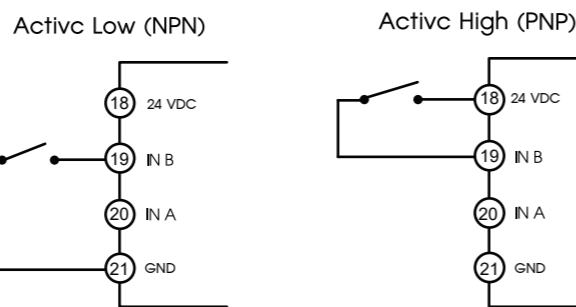 Activc Low (NPN)
18 24 VDC
19 IN B
20 IN A
21 GND
Activc High (PNP)
18 24 VDC
19 IN B
20 IN A
21 GND